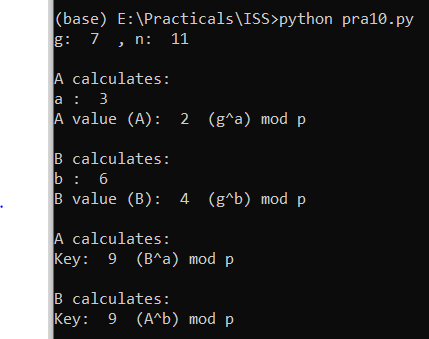 (base) E:\Practicals\ISS>python pra10.py
g:  7  , n:  11
A calculates:
a :  3
A value (A):  2  (g^a) mod p
B calculates:
b :  6
B value (B):  4  (g^b) mod p
A calculates:
Key:  9  (B^a) mod p
B calculates:
Key:  9  (A^b) mod p